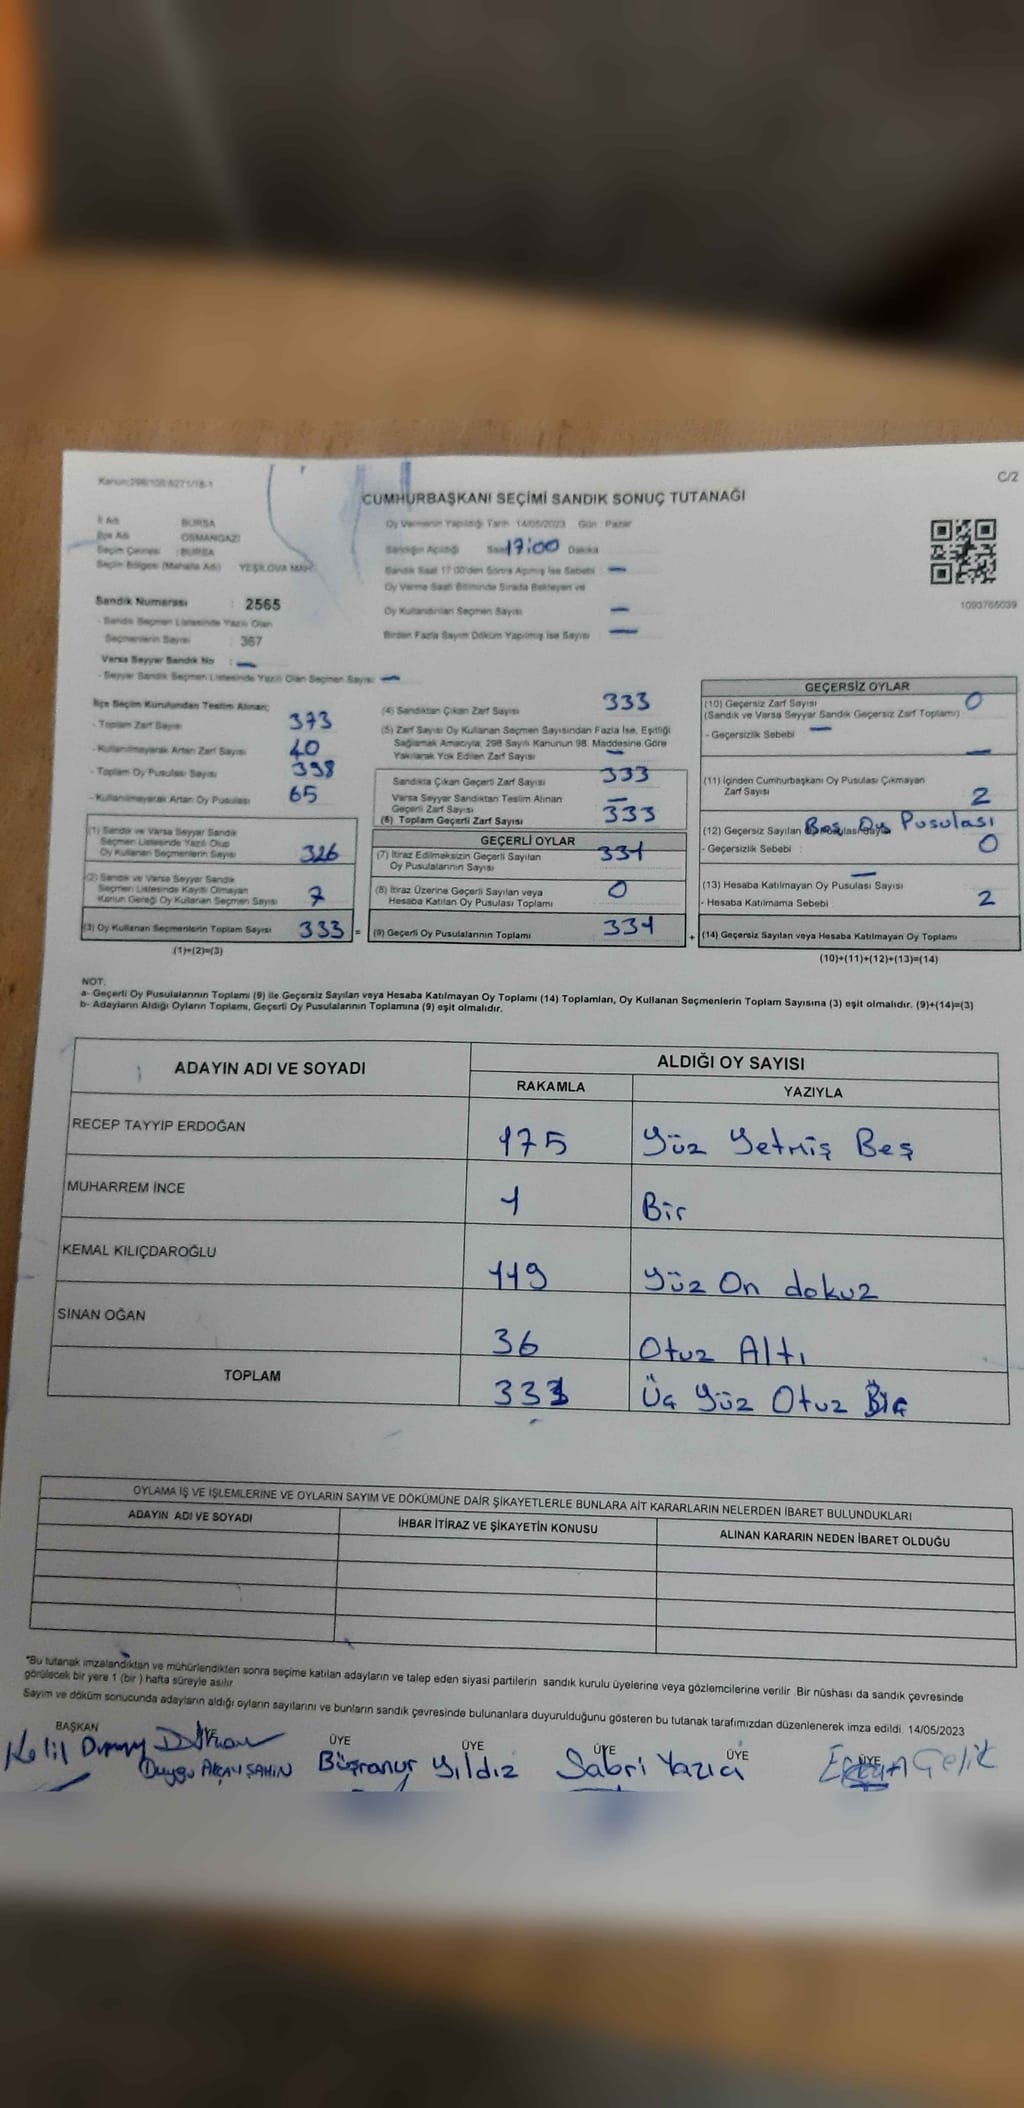 Kanun:298/105 6271/18-1
C/2
CUMHURBAŞKANI SEÇİMİ SANDIK SONUÇ TUTANAĞI
İl Adı BURSA
İlçe Adı OSMANGAZİ
Seçim Çevresi : BURSA
Seçim Bölgesi (Mahalle Adı) YEŞİLOVA MAH.
Sandık Numarası : 2565
- Sandık Seçmen Listesinde Yazılı Olan
Seçmenlerin Sayısı : 367
Varsa Seyyar Sandık No : —
- Seyyar Sandık Seçmen Listesinde Yazılı Olan Seçmen Sayısı: —
Oy Vermenin Yapıldığı Tarih 14/05/2023 Gün : Pazar
Sandığın Açıldığı Saat 17:00 Dakika
Sandık Saat 17:00'den Sonra Açılmış İse Sebebi : —
Oy Verme Saati Bitiminde Sırada Bekleyen ve
Oy Kullandırılan Seçmen Sayısı —
Birden Fazla Sayım Döküm Yapılmış İse Sayısı —
1093765039
İlçe Seçim Kurulundan Teslim Alınan;
- Toplam Zarf Sayısı 373
- Kullanılmayarak Artan Zarf Sayısı 40
- Toplam Oy Pusulası Sayısı 398
- Kullanılmayarak Artan Oy Pusulası 65
(1) Sandık ve Varsa Seyyar Sandık
Seçmen Listesinde Yazılı Olup
Oy Kullanan Seçmenlerin Sayısı 326
(2) Sandık ve Varsa Seyyar Sandık
Seçmen Listesinde Kayıtlı Olmayan
Kanun Gereği Oy Kullanan Seçmen Sayısı 7
(3) Oy Kullanan Seçmenlerin Toplam Sayısı 333 =
(1)+(2)=(3)
(4) Sandıktan Çıkan Zarf Sayısı 333
(5) Zarf Sayısı Oy Kullanan Seçmen Sayısından Fazla İse, Eşitliği
Sağlamak Amacıyla; 298 Sayılı Kanunun 98. Maddesine Göre
Yakılarak Yok Edilen Zarf Sayısı —
Sandıkta Çıkan Geçerli Zarf Sayısı 333
Varsa Seyyar Sandıktan Teslim Alınan
Geçerli Zarf Sayısı —
(6) Toplam Geçerli Zarf Sayısı 333
GEÇERLİ OYLAR
(7) İtiraz Edilmeksizin Geçerli Sayılan
Oy Pusulalarının Sayısı 331
(8) İtiraz Üzerine Geçerli Sayılan veya
Hesaba Katılan Oy Pusulası Toplamı 0
(9) Geçerli Oy Pusulalarının Toplamı 331 +
GEÇERSİZ OYLAR
(10) Geçersiz Zarf Sayısı 0
(Sandık ve Varsa Seyyar Sandık Geçersiz Zarf Toplamı)
- Geçersizlik Sebebi —
—
(11) İçinden Cumhurbaşkanı Oy Pusulası Çıkmayan
Zarf Sayısı 2
Boş Oy Pusulası
(12) Geçersiz Sayılan Oy Pusulası Sayısı
- Geçersizlik Sebebi : 0
—
(13) Hesaba Katılmayan Oy Pusulası Sayısı
- Hesaba Katılmama Sebebi 2
(14) Geçersiz Sayılan veya Hesaba Katılmayan Oy Toplamı
(10)+(11)+(12)+(13)=(14)
NOT:
a- Geçerli Oy Pusulalarının Toplamı (9) ile Geçersiz Sayılan veya Hesaba Katılmayan Oy Toplamı (14) Toplamları, Oy Kullanan Seçmenlerin Toplam Sayısına (3) eşit olmalıdır. (9)+(14)=(3)
b- Adayların Aldığı Oyların Toplamı, Geçerli Oy Pusulalarının Toplamına (9) eşit olmalıdır.
ADAYIN ADI VE SOYADI ALDIĞI OY SAYISI
RAKAMLA YAZIYLA
RECEP TAYYİP ERDOĞAN 175 Yüz Yetmiş Beş
MUHARREM İNCE 1 Bir
KEMAL KILIÇDAROĞLU 119 Yüz On dokuz
SİNAN OĞAN 36 Otuz Altı
TOPLAM 331 Üç Yüz Otuz Bir
OYLAMA İŞ VE İŞLEMLERİNE VE OYLARIN SAYIM VE DÖKÜMÜNE DAİR ŞİKAYETLERLE BUNLARA AİT KARARLARIN NELERDEN İBARET BULUNDUKLARI
ADAYIN ADI VE SOYADI İHBAR İTİRAZ VE ŞİKAYETİN KONUSU ALINAN KARARIN NEDEN İBARET OLDUĞU
*Bu tutanak imzalandıktan ve mühürlendikten sonra seçime katılan adayların ve talep eden siyasi partilerin sandık kurulu üyelerine veya gözlemcilerine verilir. Bir nüshası da sandık çevresinde
görülecek bir yere 1 (bir ) hafta süreyle asılır.
Sayım ve döküm sonucunda adayların aldığı oyların sayılarını ve bunların sandık çevresinde bulunanlara duyurulduğunu gösteren bu tutanak tarafımızdan düzenlenerek imza edildi. 14/05/2023
BAŞKAN ÜYE ÜYE ÜYE ÜYE ÜYE ÜYE
Duygu AKÇAY ŞAHİN Büşranur Yıldız Sabri Yazıcı Çelik